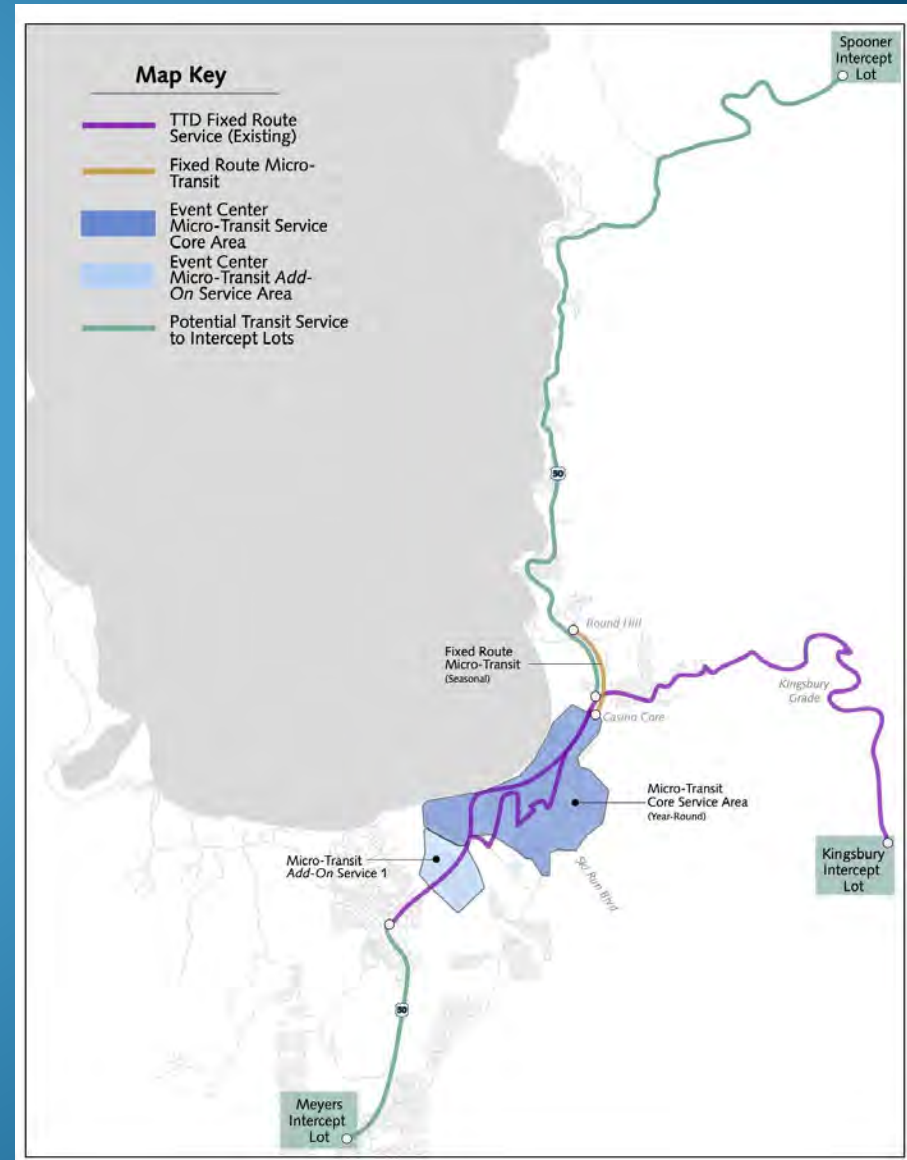 Map Key
TTD Fixed Route
Service (Existing)
Fixed Route Micro-
Transit
Event Center
Micro-Transit Service
Core Area
Event Center
Micro-Transit Add-
On Service Area
Potential Transit Service
to Intercept Lots
Spooner
Intercept
Lot
50
Round Hill
Fixed Route
Micro-Transit
(Seasonal)
Kingsbury
Grade
Casino Core
Micro-Transit
Core Service Area
(Year-Round)
Micro-Transit
Add-On Service 1
Ski Run Blvd
Kingsbury
Intercept
Lot
50
Meyers
Intercept
Lot